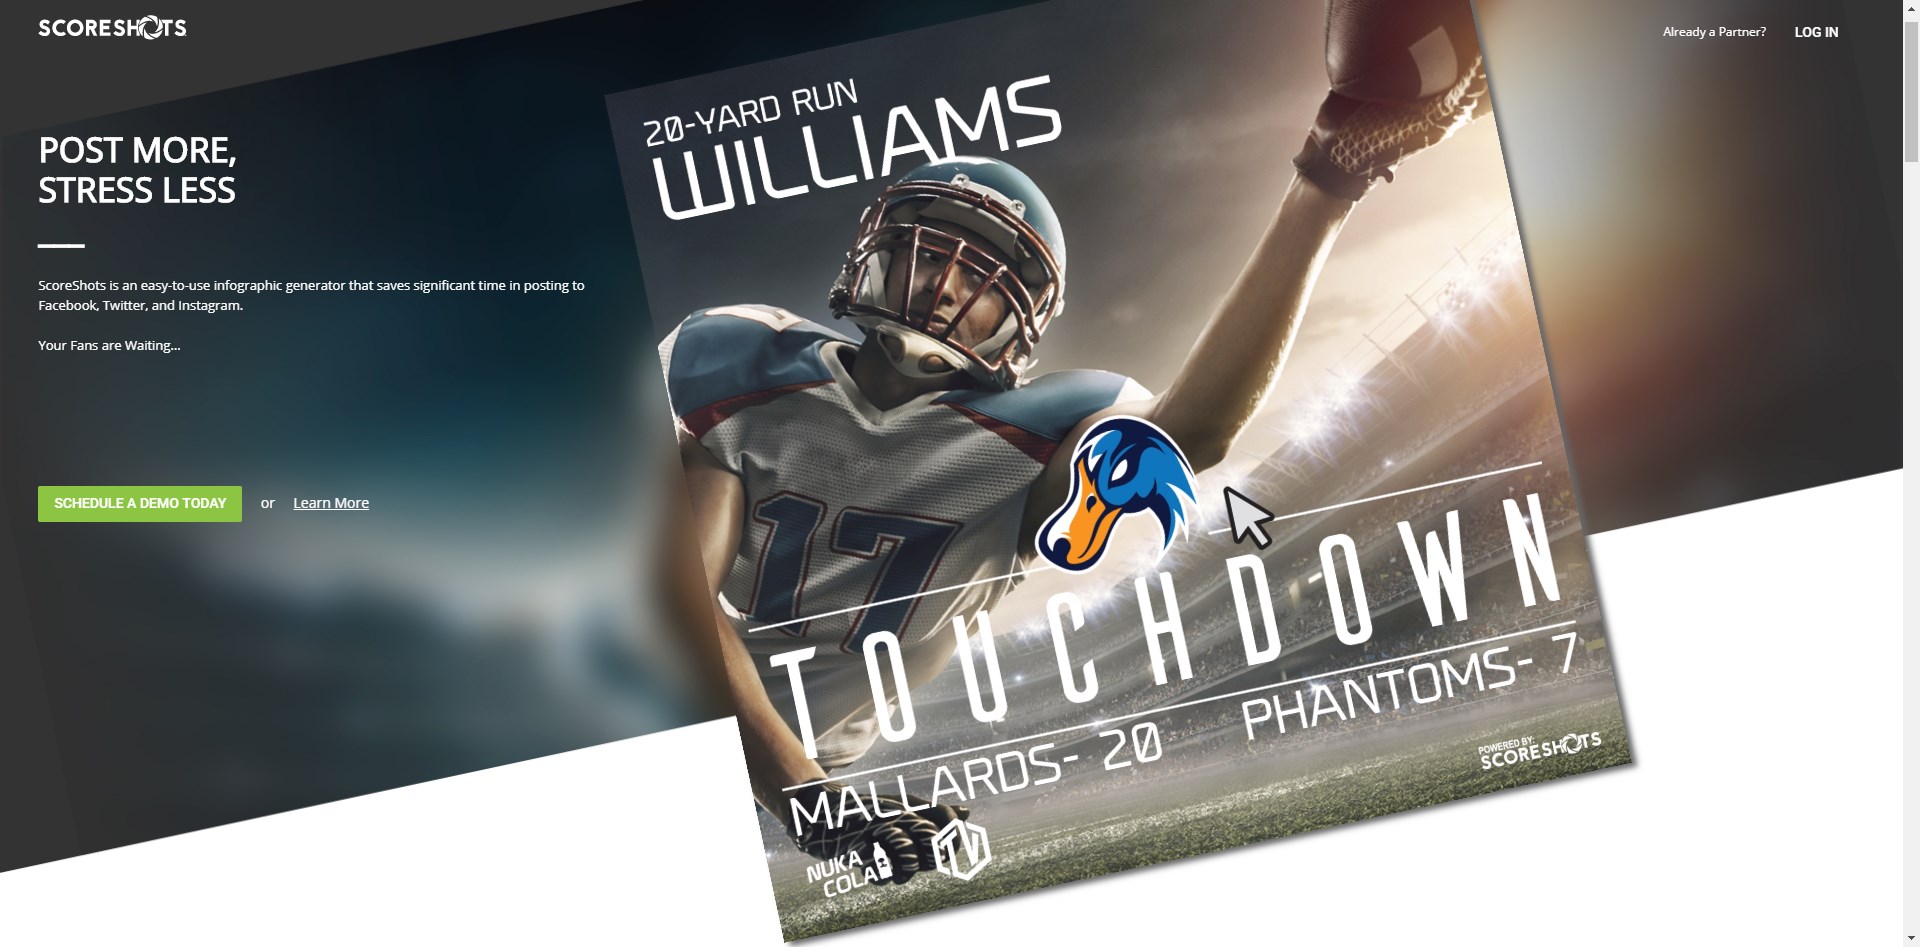 SCORESHOTS
Already a Partner?
LOG IN
POST MORE,
STRESS LESS
ScoreShots is an easy-to-use infographic generator that saves significant time in posting to
Facebook, Twitter, and Instagram.
Your Fans are Waiting...
SCHEDULE A DEMO TODAY
or
Learn More
20-YARD RUN
WILLIAMS
17
TOUCHDOWN
MALLARDS- 20
PHANTOMS- 7
POWERED BY:
SCORESHOTS
NUKA
COLA
TV